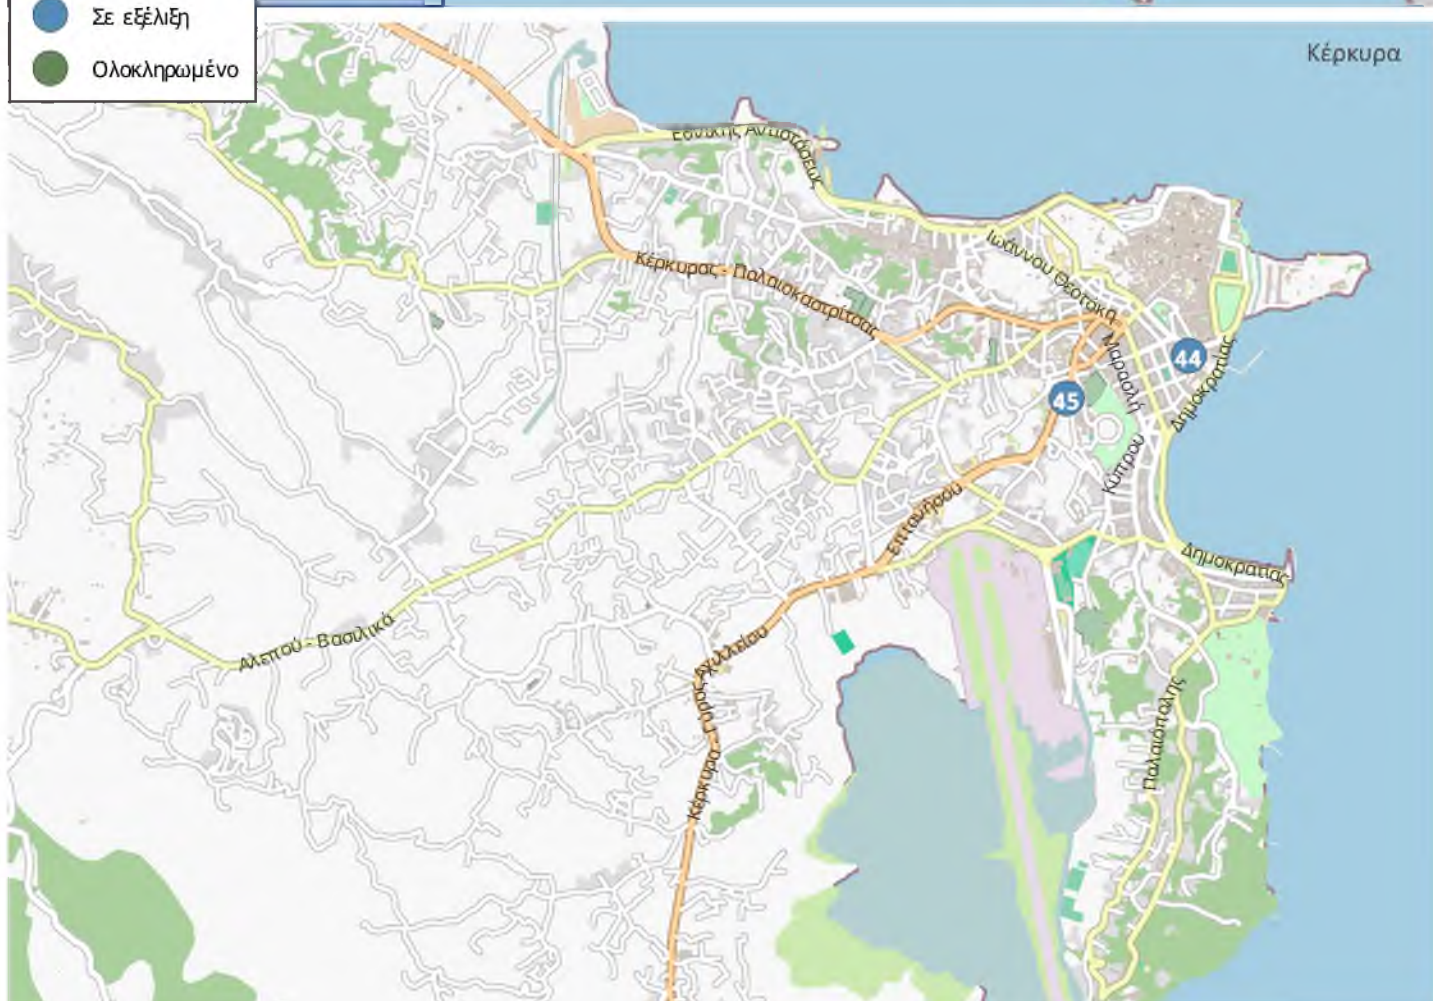 Σε εξέλιξη
Ολοκληρωμένο
Κέρκυρα
Εθνικής Αντιστάσεως
Ιωάννου Θεοτόκη
Κέρκυρας - Παλαιοκαστρίτσας
Μαρασλή
44
45
Δημοκρατίας
Κύπρου
Επτανήσου
Δημοκρατίας
Αλεπού - Βασιλικά
Κέρκυρα - Γύρος Αχιλλείου
Παλαιόπολης